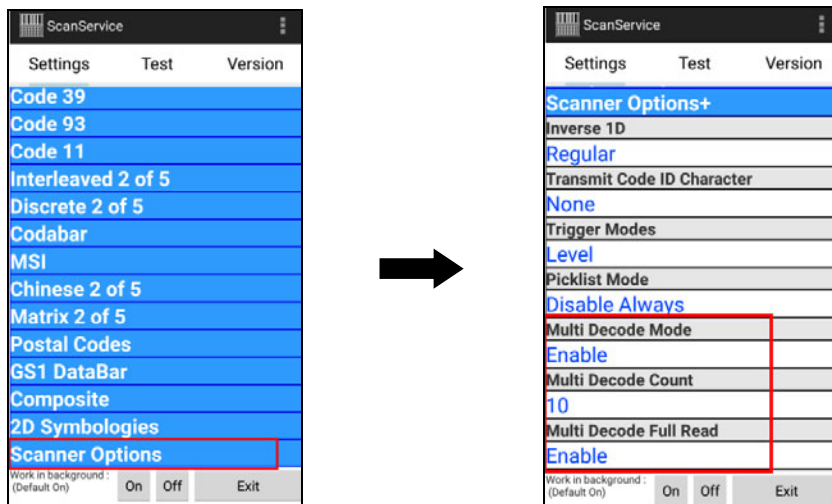 ScanService
Settings Test Version
Code 39
Code 93
Code 11
Interleaved 2 of 5
Discrete 2 of 5
Codabar
MSI
Chinese 2 of 5
Matrix 2 of 5
Postal Codes
GS1 DataBar
Composite
2D Symbologies
Scanner Options
Work in background :
(Default On)
On Off Exit
ScanService
Settings Test Version
Scanner Options+
Inverse 1D
Regular
Transmit Code ID Character
None
Trigger Modes
Level
Picklist Mode
Disable Always
Multi Decode Mode
Enable
Multi Decode Count
10
Multi Decode Full Read
Enable
Work in background :
(Default On)
On Off Exit